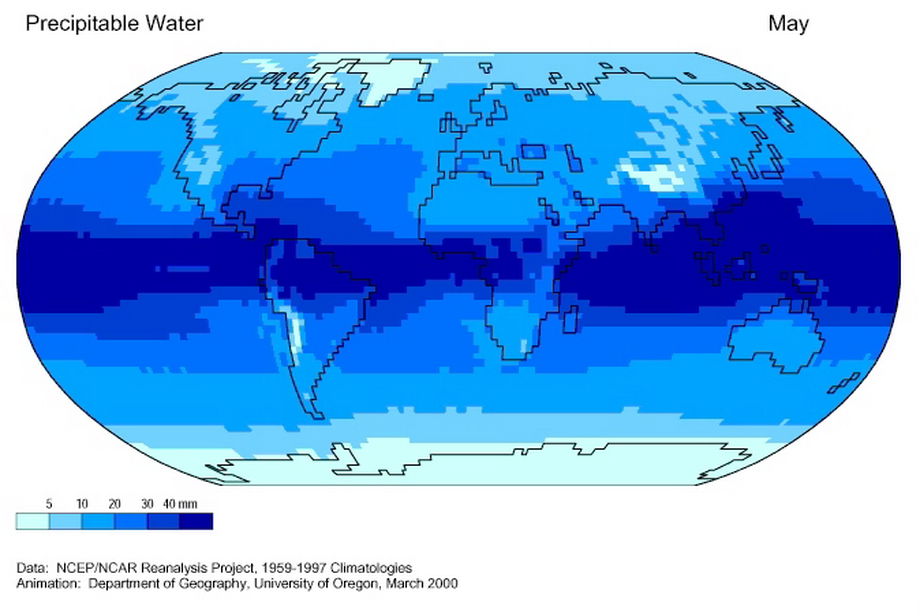 Precipitable Water
May
5 10 20 30 40 mm
Data: NCEP/NCAR Reanalysis Project, 1959-1997 Climatologies
Animation: Department of Geography, University of Oregon, March 2000